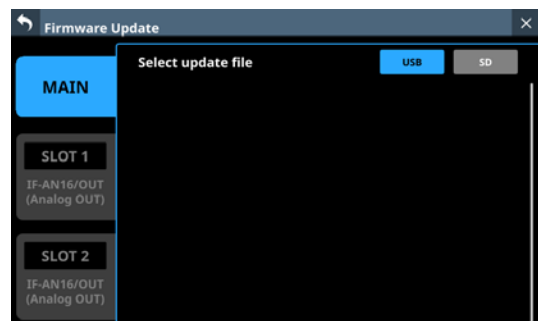 Firmware Update
Select update file
USB
SD
MAIN
SLOT 1
IF-AN16/OUT
(Analog OUT)
SLOT 2
IF-AN16/OUT
(Analog OUT)